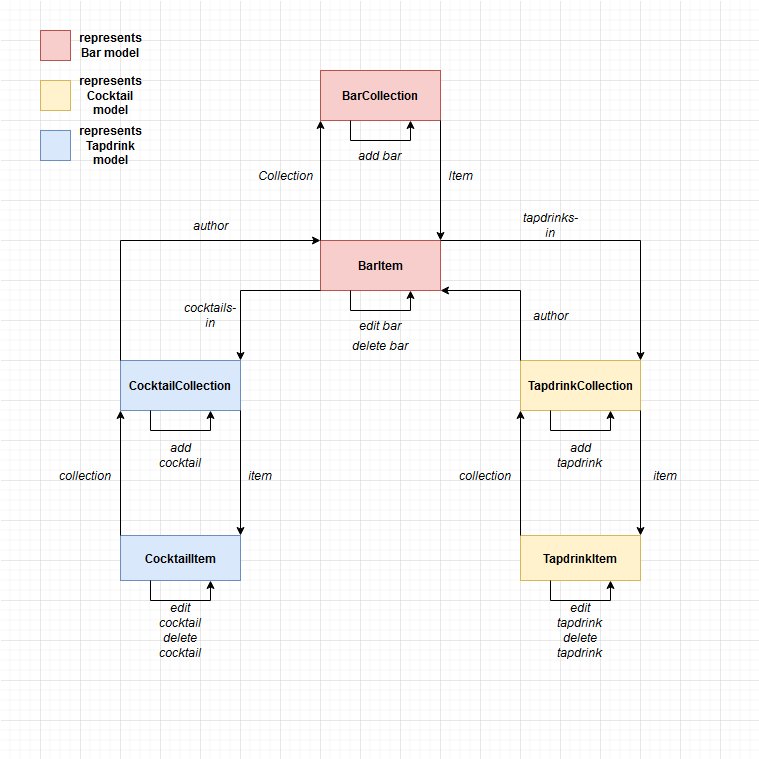 represents
Bar model
represents
Cocktail
model
represents
Tapdrink
model
BarCollection
add bar
Collection
Item
author
tapdrinks-
in
BarItem
cocktails-
in
edit bar
delete bar
author
CocktailCollection
TapdrinkCollection
add
cocktail
add
tapdrink
collection
item
collection
item
CocktailItem
TapdrinkItem
edit
cocktail
delete
cocktail
edit
tapdrink
delete
tapdrink